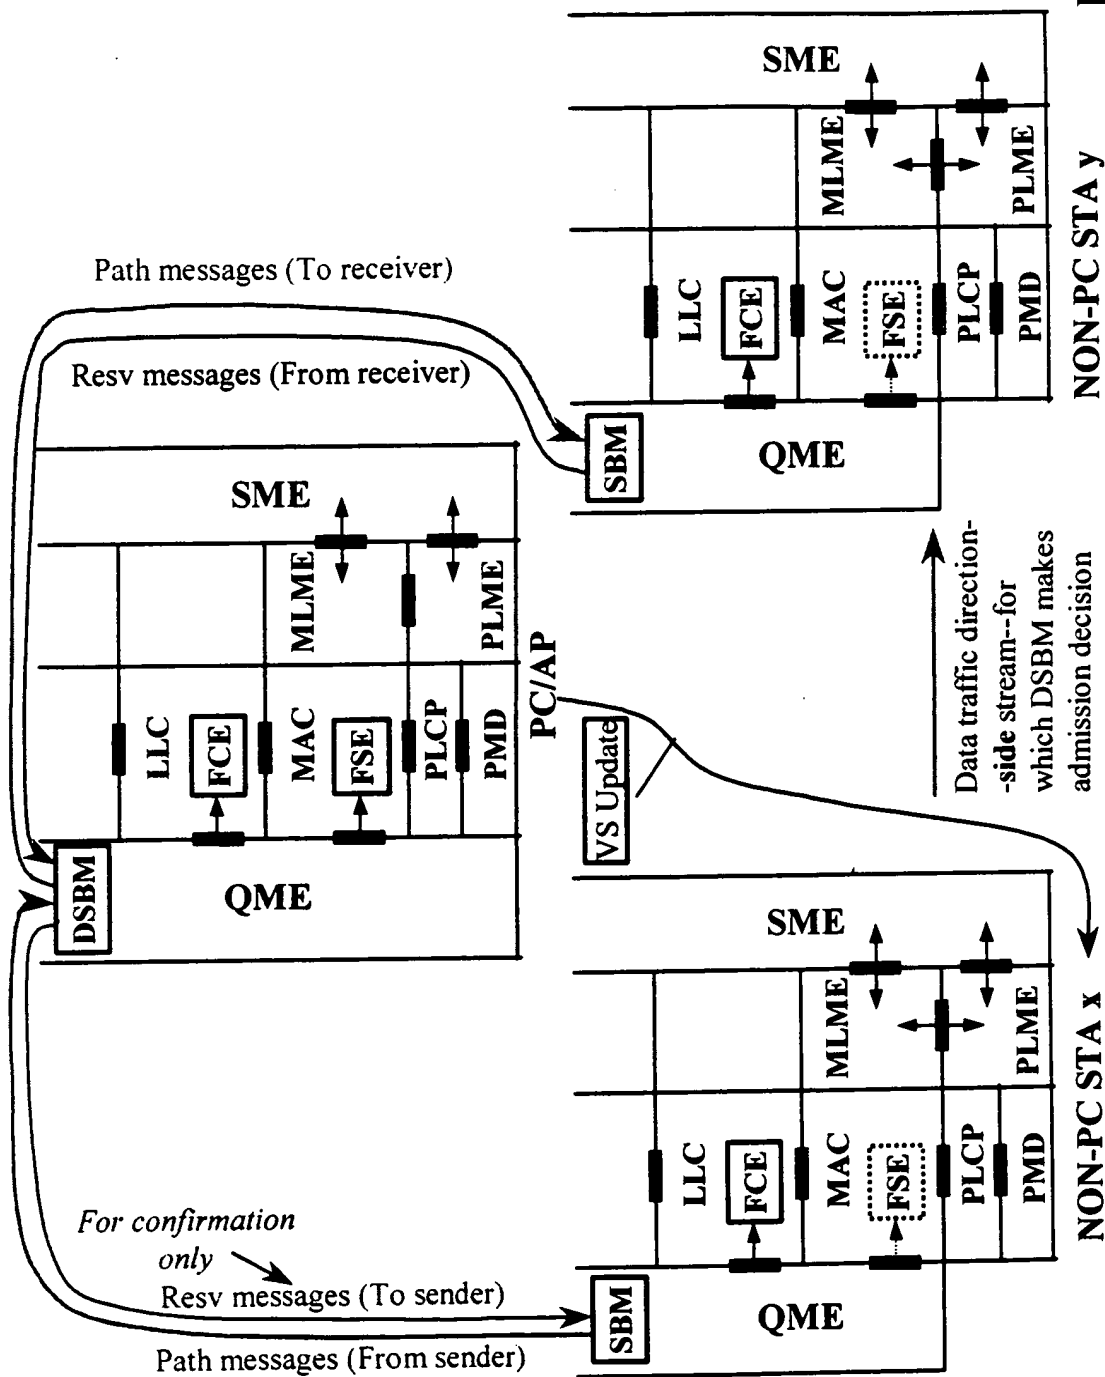 SME
MLME
PLME
LLC
FCE
MAC
FSE
PLCP
PMD
SBM
QME
NON-PC STA y
Path messages (To receiver)
Resv messages (From receiver)
SME
MLME
PLME
LLC
FCE
MAC
FSE
PLCP
PMD
DSBM
QME
PC/AP
VS Update
Data traffic direction-
-side stream--for
which DSBM makes
admission decision
SME
MLME
PLME
LLC
FCE
MAC
FSE
PLCP
PMD
SBM
QME
NON-PC STA x
For confirmation
only
Resv messages (To sender)
Path messages (From sender)